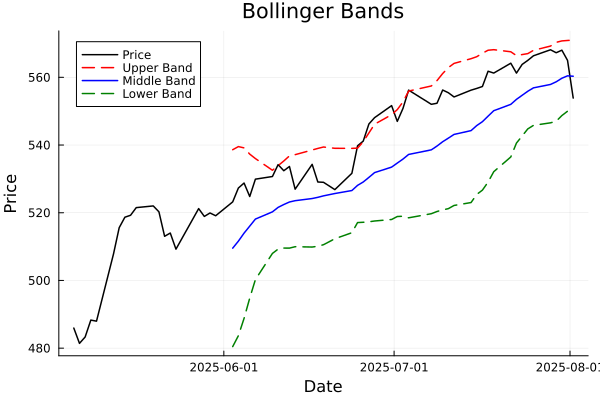 Bollinger Bands
Price
Upper Band
Middle Band
Lower Band
Price
560
540
520
500
480
2025-06-01
2025-07-01
2025-08-01
Date